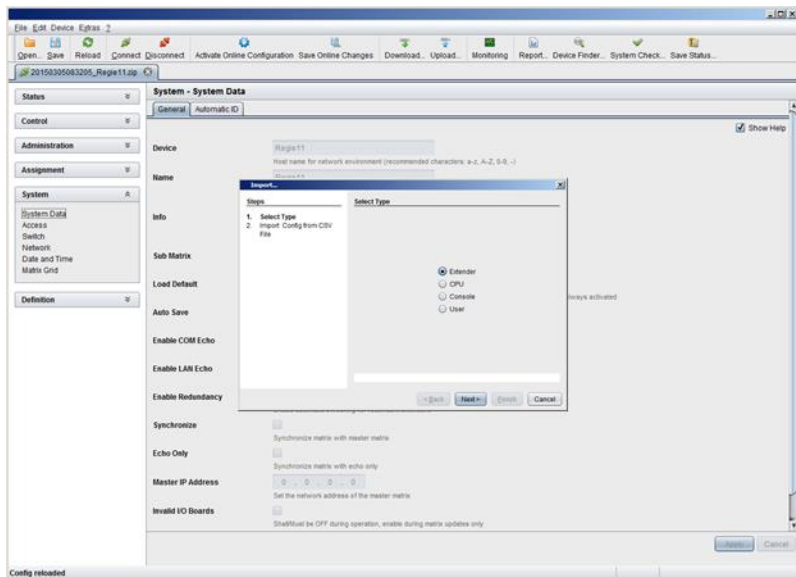 File Edit Device Extras ?
Open... Save Reload Connect Disconnect Activate Online Configuration Save Online Changes Download... Upload... Monitoring Report... Device Finder... System Check... Save Status...
20150305083205_Regie11.zip
Status
Control
Administration
Assignment
System
System Data
Access
Switch
Network
Date and Time
Matrix Grid
Definition
System - System Data
General Automatic ID
Show Help
Device Regie11
Host name for network environment (recommended characters: a-z, A-Z, 0-9, -)
Name
Info
Sub Matrix
Load Default
always activated
Auto Save
Enable COM Echo
Enable LAN Echo
Enable Redundancy
Synchronize
Synchronize matrix with master matrix
Echo Only
Synchronize matrix with echo only
Master IP Address 0 . 0 . 0 . 0
Set the network address of the master matrix
Invalid I/O Boards
Shall/Must be OFF during operation, enable during matrix updates only
Apply Cancel
Import...
Steps
1. Select Type
2. Import Config from CSV File
Select Type
Extender
CPU
Console
User
< Back Next > Finish Cancel
Config reloaded